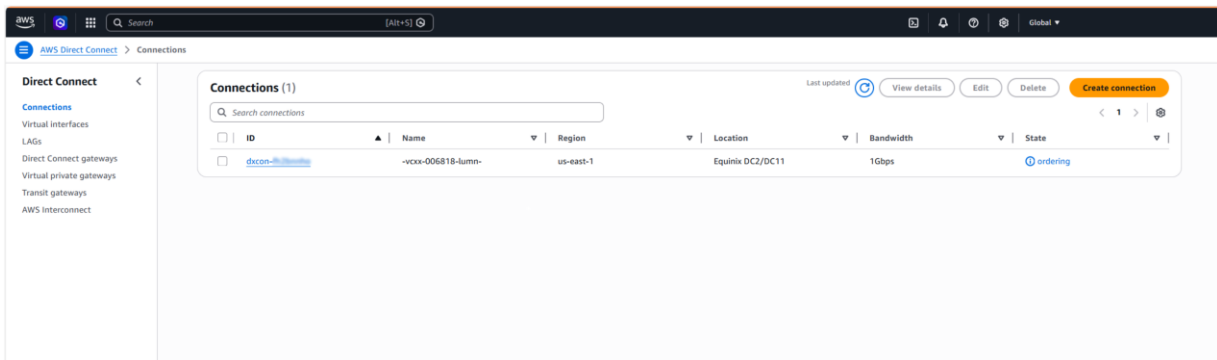 aws Search [Alt+S] Global
AWS Direct Connect > Connections
Direct Connect
Connections
Virtual interfaces
LAGs
Direct Connect gateways
Virtual private gateways
Transit gateways
AWS Interconnect
Connections (1) Last updated View details Edit Delete Create connection
Search connections 1
ID Name Region Location Bandwidth State
dxcon- -vcxx-006818-lumn- us-east-1 Equinix DC2/DC11 1Gbps ordering